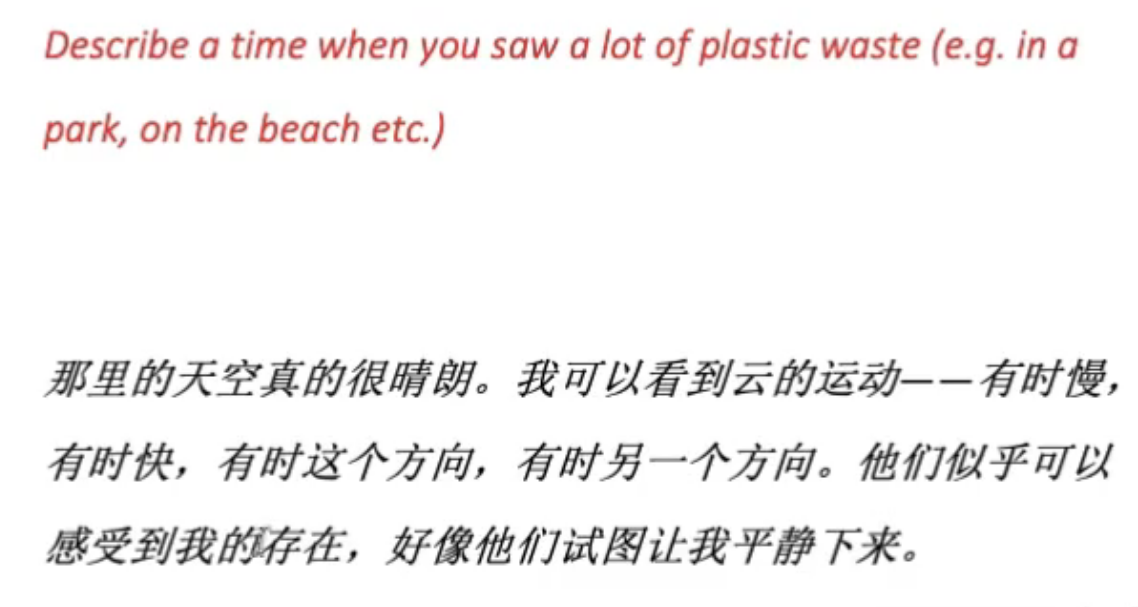 Describe a time when you saw a lot of plastic waste (e.g. in a
park, on the beach etc.)
那里的天空真的很晴朗。我可以看到云的运动——有时慢，
有时快，有时这个方向，有时另一个方向。他们似乎可以
感受到我的存在，好像他们试图让我平静下来。